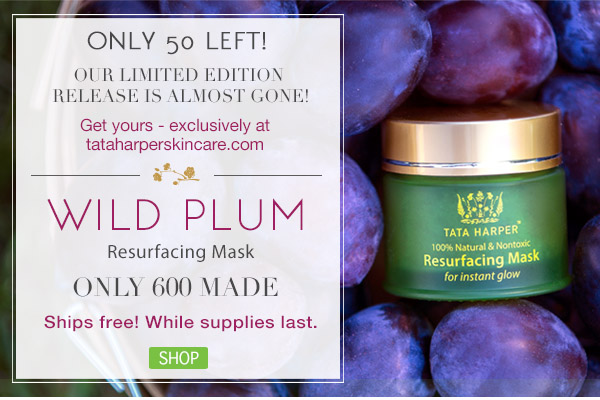 ONLY 50 LEFT!
OUR LIMITED EDITION
RELEASE IS ALMOST GONE!
Get yours - exclusively at
tataharperskincare.com
WILD PLUM
Resurfacing Mask
ONLY 600 MADE
Ships free! While supplies last.
SHOP
TATA HARPER™
100% Natural & Nontoxic
Resurfacing Mask
for instant glow